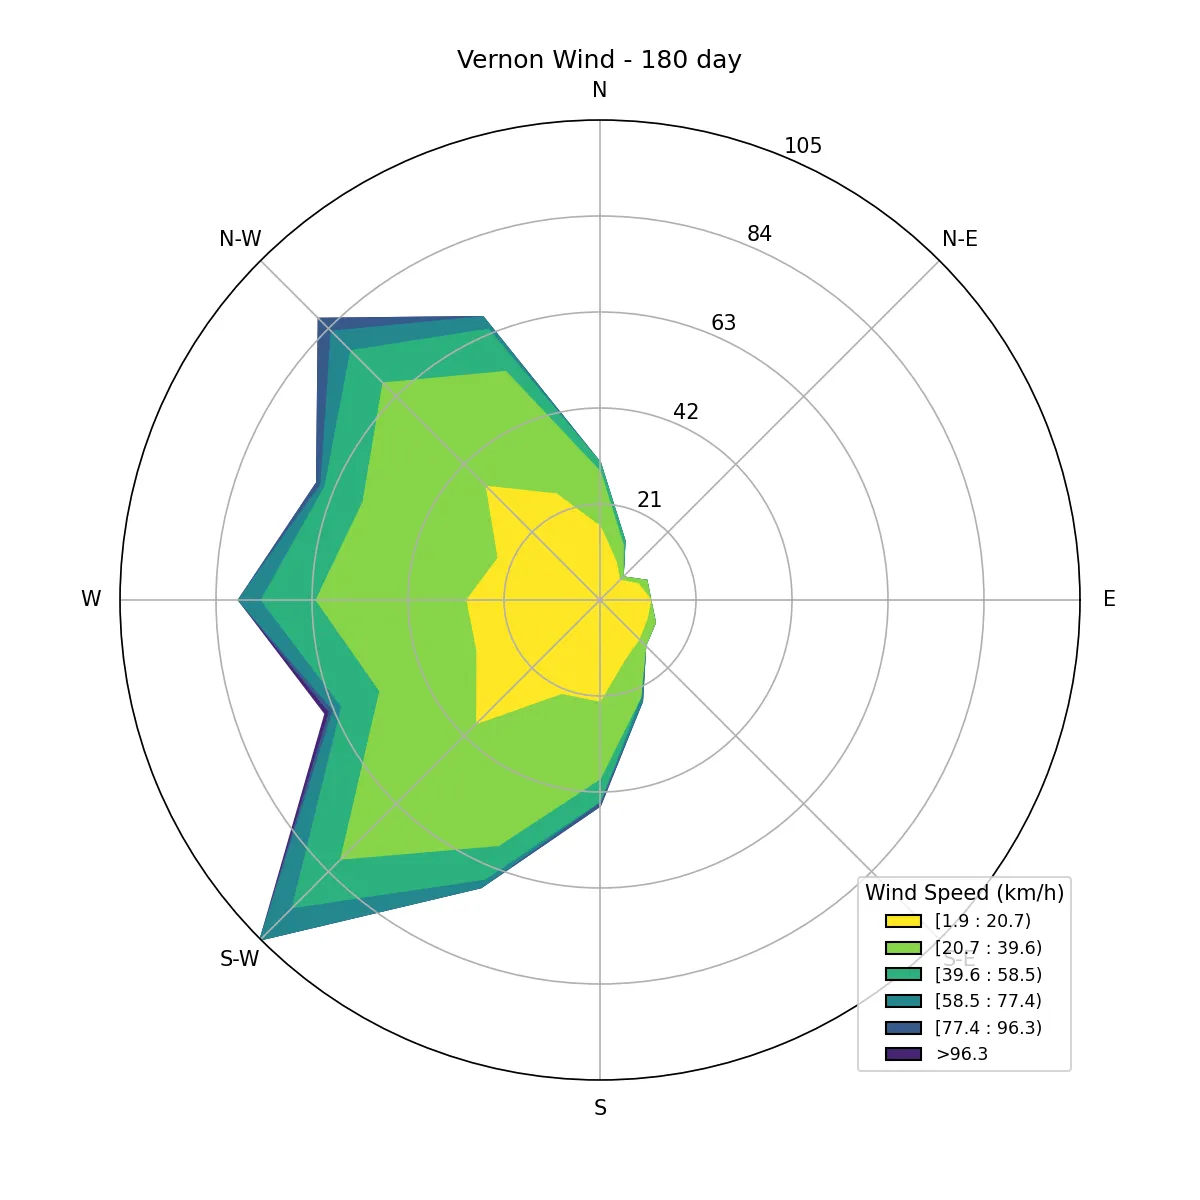 Vernon Wind - 180 day
N
105
N-W
84
N-E
63
42
21
W
E
Wind Speed (km/h)
[1.9 : 20.7)
[20.7 : 39.6)
S-W
S-E
[39.6 : 58.5)
[58.5 : 77.4)
[77.4 : 96.3)
>96.3
S